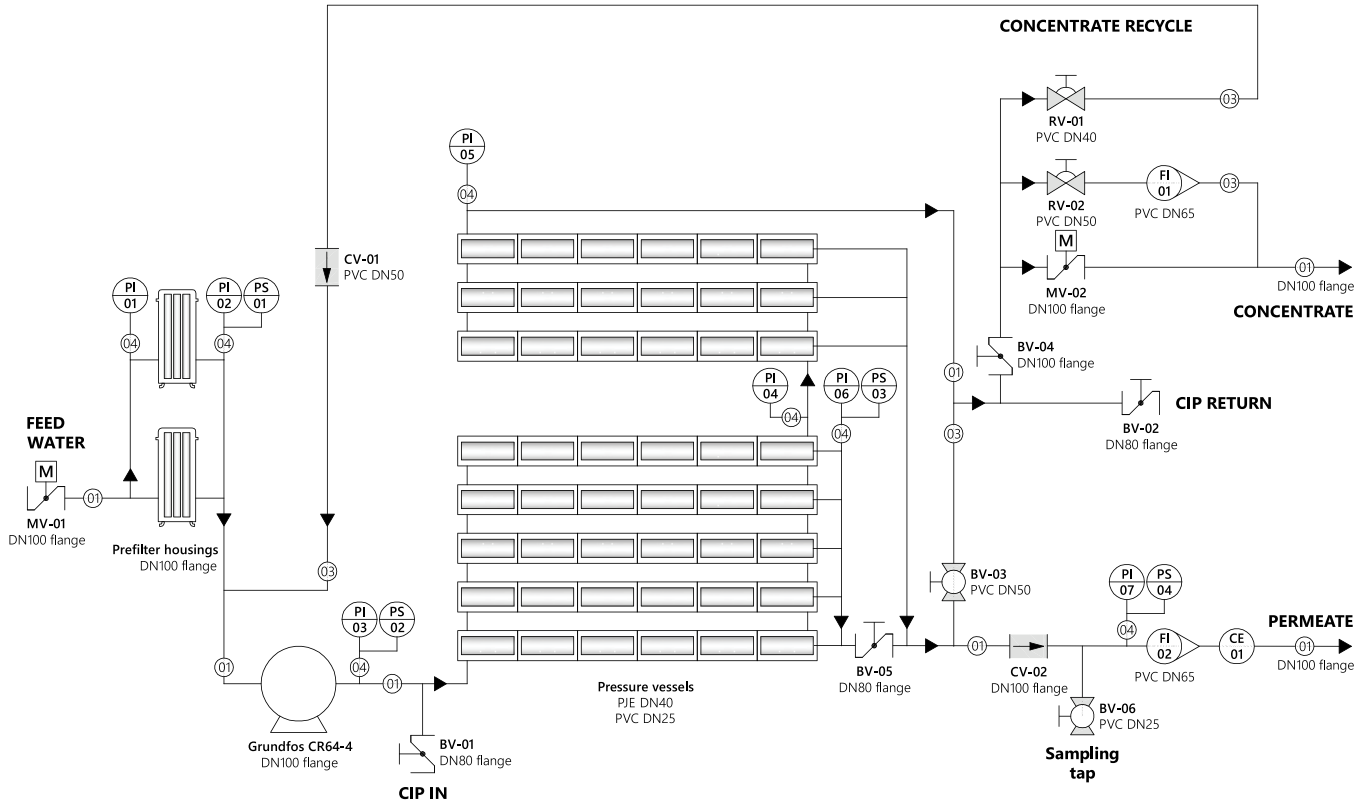 CONCENTRATE RECYCLE
RV-01
PVC DN40
03
PI
05
04
RV-02
PVC DN50
FI
01
PVC DN65
03
CV-01
PVC DN50
M
MV-02
DN100 flange
01
DN100 flange
CONCENTRATE
PI
01
PI
02
PS
01
04
04
BV-04
DN100 flange
01
PI
04
PI
06
PS
03
04
04
CIP RETURN
BV-02
DN80 flange
FEED
WATER
M
01
MV-01
DN100 flange
Prefilter housings
DN100 flange
03
03
BV-03
PVC DN50
PI
03
PS
02
04
01
01
Grundfos CR64-4
DN100 flange
BV-01
DN80 flange
CIP IN
Pressure vessels
PJE DN40
PVC DN25
BV-05
DN80 flange
01
CV-02
DN100 flange
PI
07
PS
04
04
FI
02
PVC DN65
CE
01
PERMEATE
01
DN100 flange
BV-06
PVC DN25
Sampling
tap